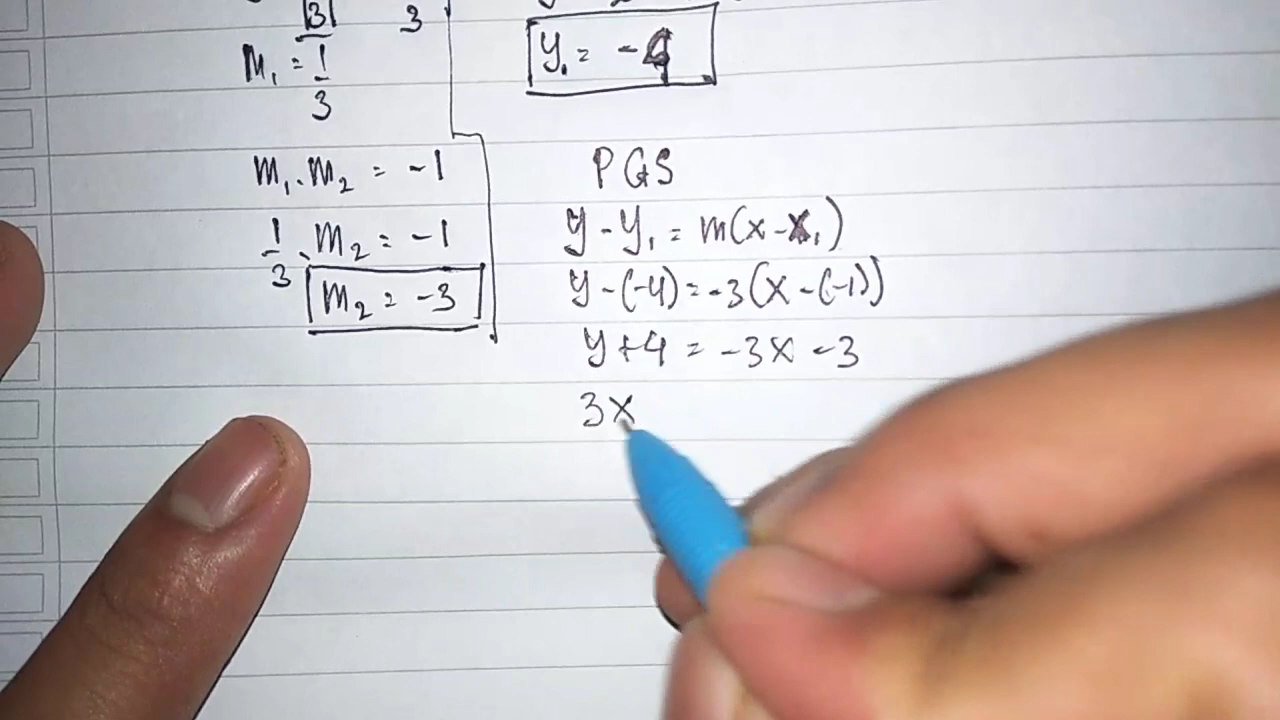 3 3
M₁ = 1/3
m₁.m₂ = -1
1/3 . m₂ = -1
m₂ = -3
y₁ = -4
PGS
y - y₁ = m(x - x₁)
y - (-4) = -3(x - (-1))
y + 4 = -3x - 3
3x